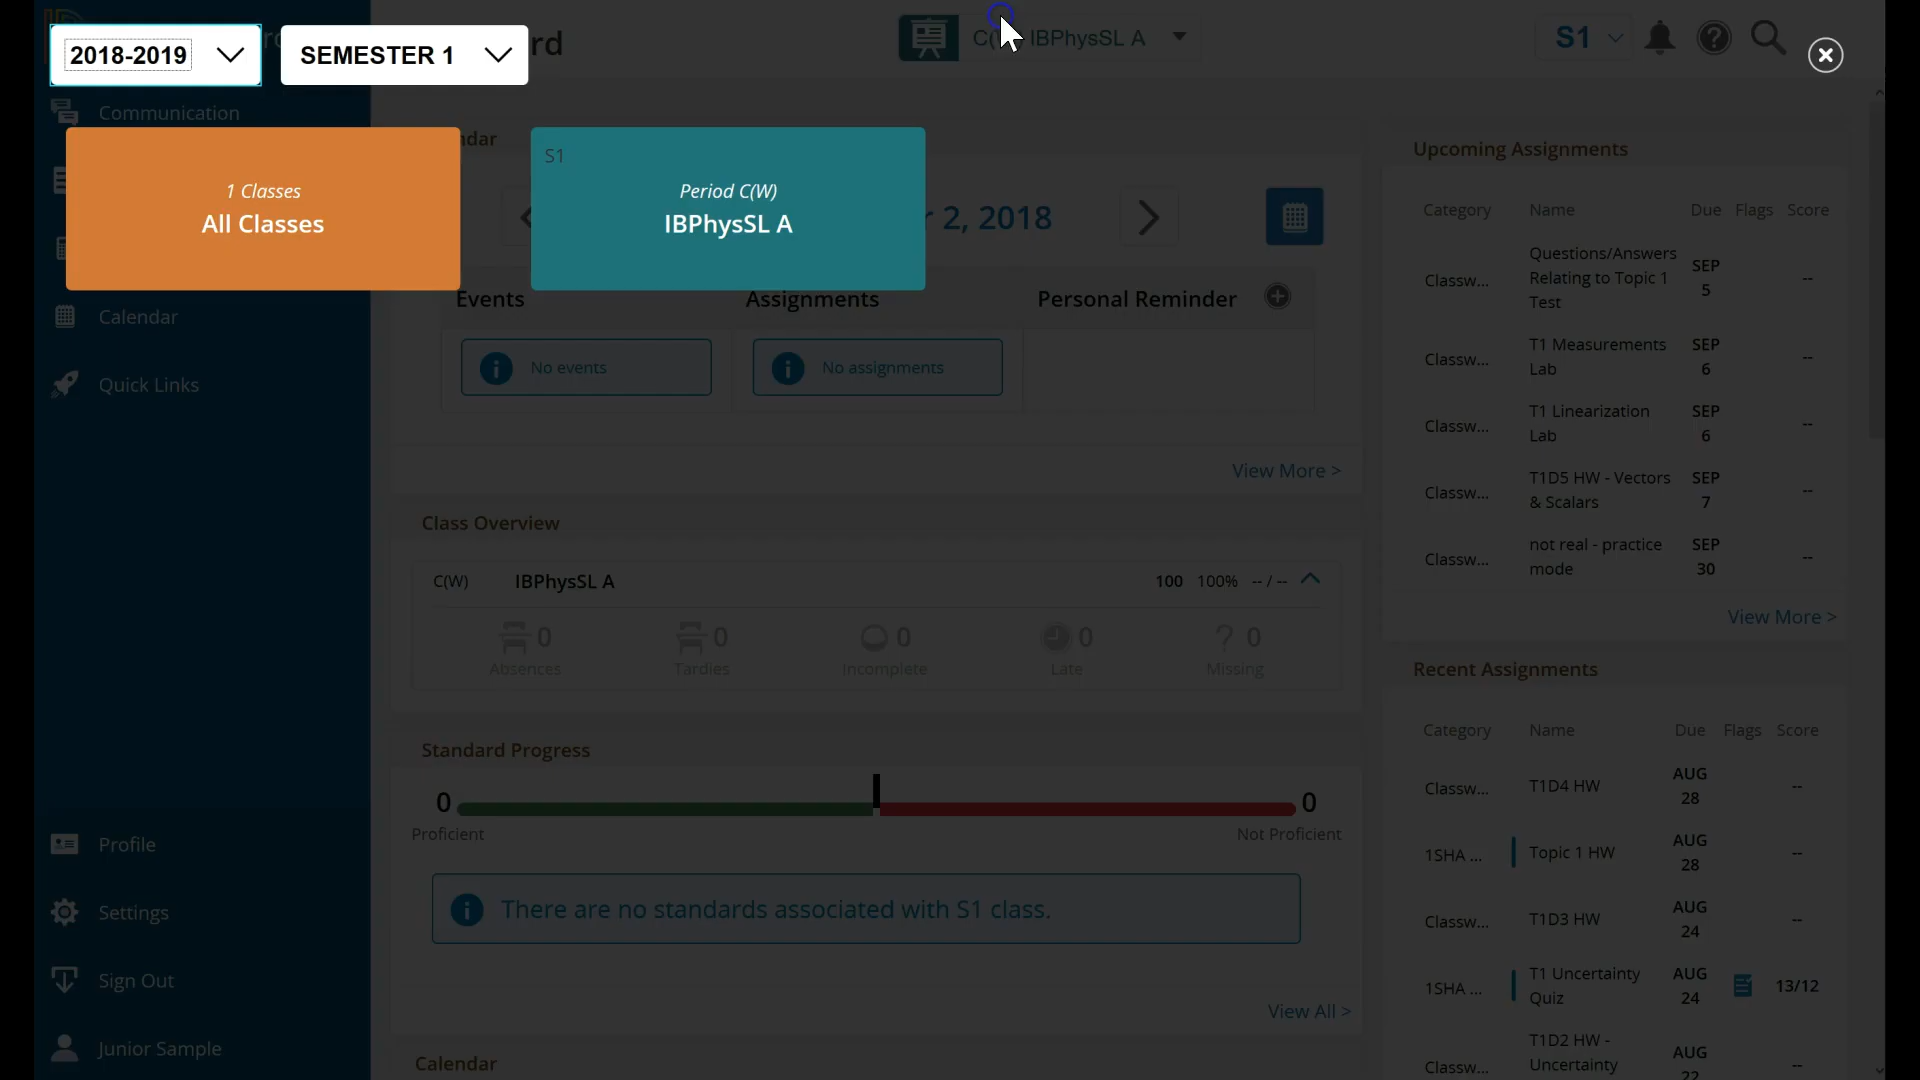 2018-2019
SEMESTER 1
rd
C( IBPhysSL A
S1
Communication
1 Classes
All Classes
S1
Period C(W)
IBPhysSL A
ndar
r 2, 2018
Calendar
Quick Links
Events
Assignments
Personal Reminder
No events
No assignments
View More >
Class Overview
C(W)
IBPhysSL A
100 100% -- / --
0
Absences
0
Tardies
0
Incomplete
0
Late
? 0
Missing
Standard Progress
0
0
Proficient
Not Proficient
There are no standards associated with S1 class.
View All >
Calendar
Profile
Settings
Sign Out
Junior Sample
Upcoming Assignments
Category Name Due Flags Score
Classw... Questions/Answers SEP --
Relating to Topic 1 5
Test
Classw... T1 Measurements SEP --
Lab 6
Classw... T1 Linearization SEP --
Lab 6
Classw... T1D5 HW - Vectors SEP --
& Scalars 7
Classw... not real - practice SEP --
mode 30
View More >
Recent Assignments
Category Name Due Flags Score
Classw... T1D4 HW AUG --
28
1SHA ... Topic 1 HW AUG --
28
Classw... T1D3 HW AUG --
24
1SHA ... T1 Uncertainty AUG 13/12
Quiz 24
Classw... T1D2 HW - AUG --
Uncertainty 22